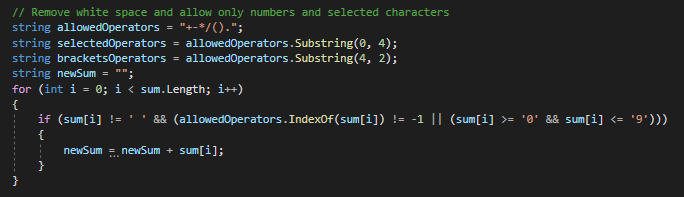 // Remove white space and allow only numbers and selected characters
string allowedOperators = "+-*/().";
string selectedOperators = allowedOperators.Substring(0, 4);
string bracketsOperators = allowedOperators.Substring(4, 2);
string newSum = "";
for (int i = 0; i < sum.Length; i++)
{
if (sum[i] != ' ' && (allowedOperators.IndexOf(sum[i]) != -1 || (sum[i] >= '0' && sum[i] <= '9')))
{
newSum = newSum + sum[i];
}
}